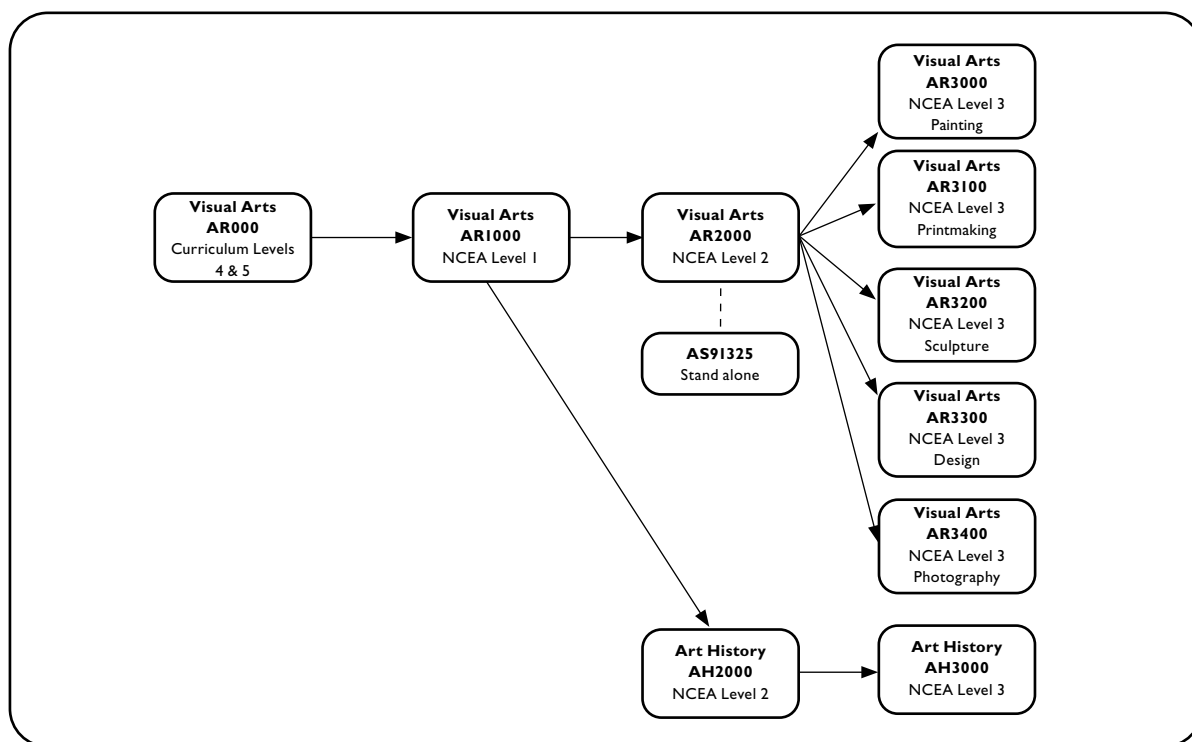 Visual Arts
AR000
Curriculum Levels
4 & 5
Visual Arts
AR1000
NCEA Level 1
Visual Arts
AR2000
NCEA Level 2
AS91325
Stand alone
Visual Arts
AR3000
NCEA Level 3
Painting
Visual Arts
AR3100
NCEA Level 3
Printmaking
Visual Arts
AR3200
NCEA Level 3
Sculpture
Visual Arts
AR3300
NCEA Level 3
Design
Visual Arts
AR3400
NCEA Level 3
Photography
Art History
AH2000
NCEA Level 2
Art History
AH3000
NCEA Level 3